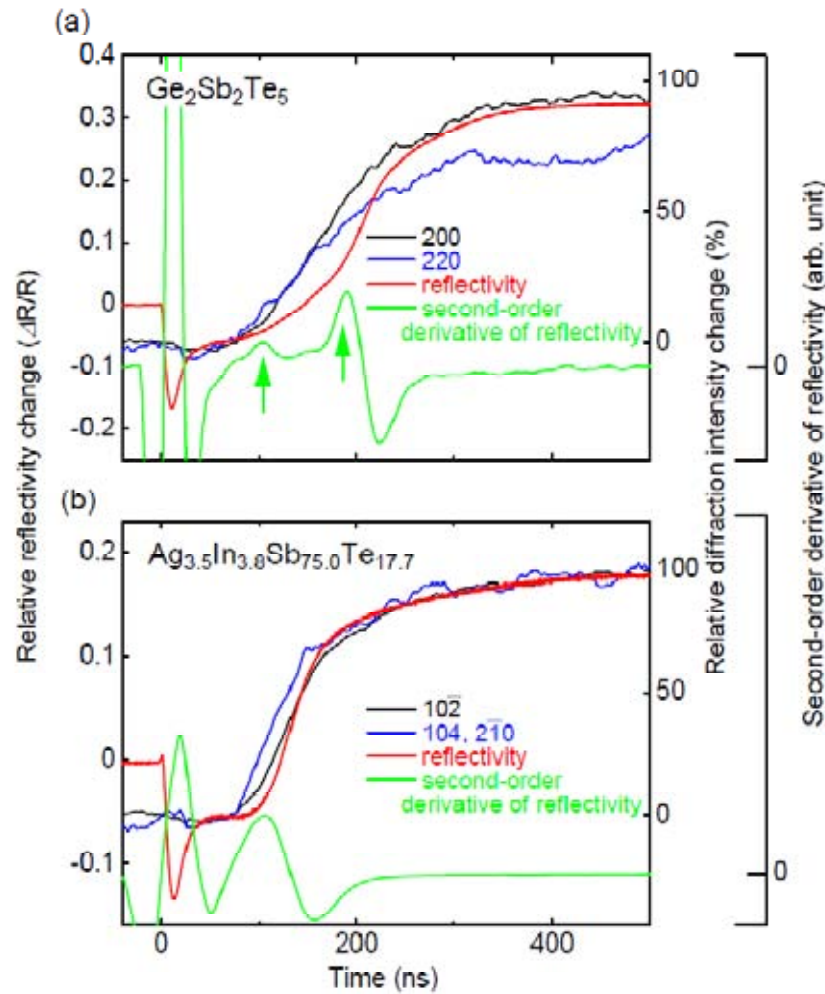 (a)
Ge₂Sb₂Te₅
0.4
0.3
0.2
0.1
0
-0.1
-0.2
100
50
0
0
200
220
reflectivity
second-order
derivative of reflectivity
(b)
Ag₃.₅In₃.₈Sb₇₅.₀Te₁₇.₇
0.2
0.1
0
-0.1
100
50
0
0
102̅
104, 21̅0
reflectivity
second-order
derivative of reflectivity
0
200
400
Time (ns)
Relative reflectivity change (ΔR/R)
Relative diffraction intensity change (%)
Second-order derivative of reflectivity (arb. unit)